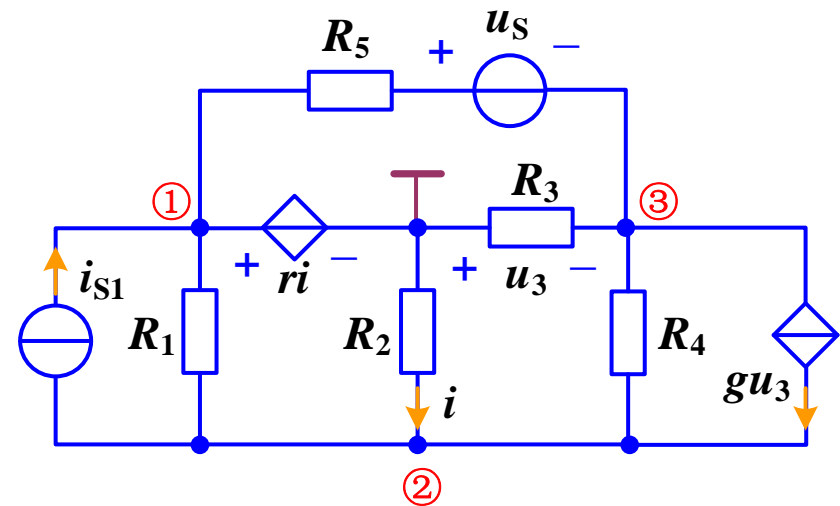 R5 + uS −
① R3 ③
iS1 + ri − + u3 −
R1 R2 R4
i gu3
②